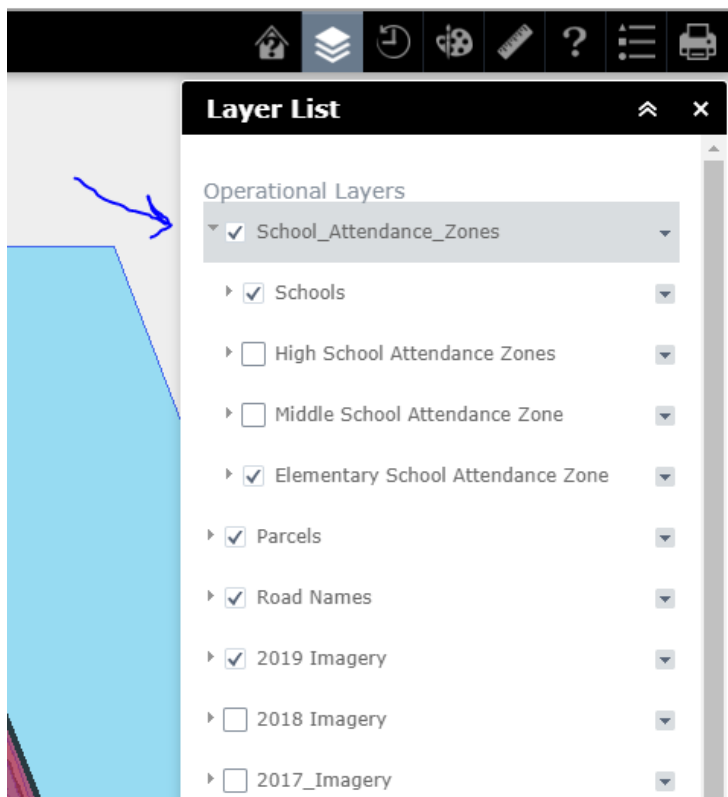 Layer List
Operational Layers
School_Attendance_Zones
Schools
High School Attendance Zones
Middle School Attendance Zone
Elementary School Attendance Zone
Parcels
Road Names
2019 Imagery
2018 Imagery
2017_Imagery